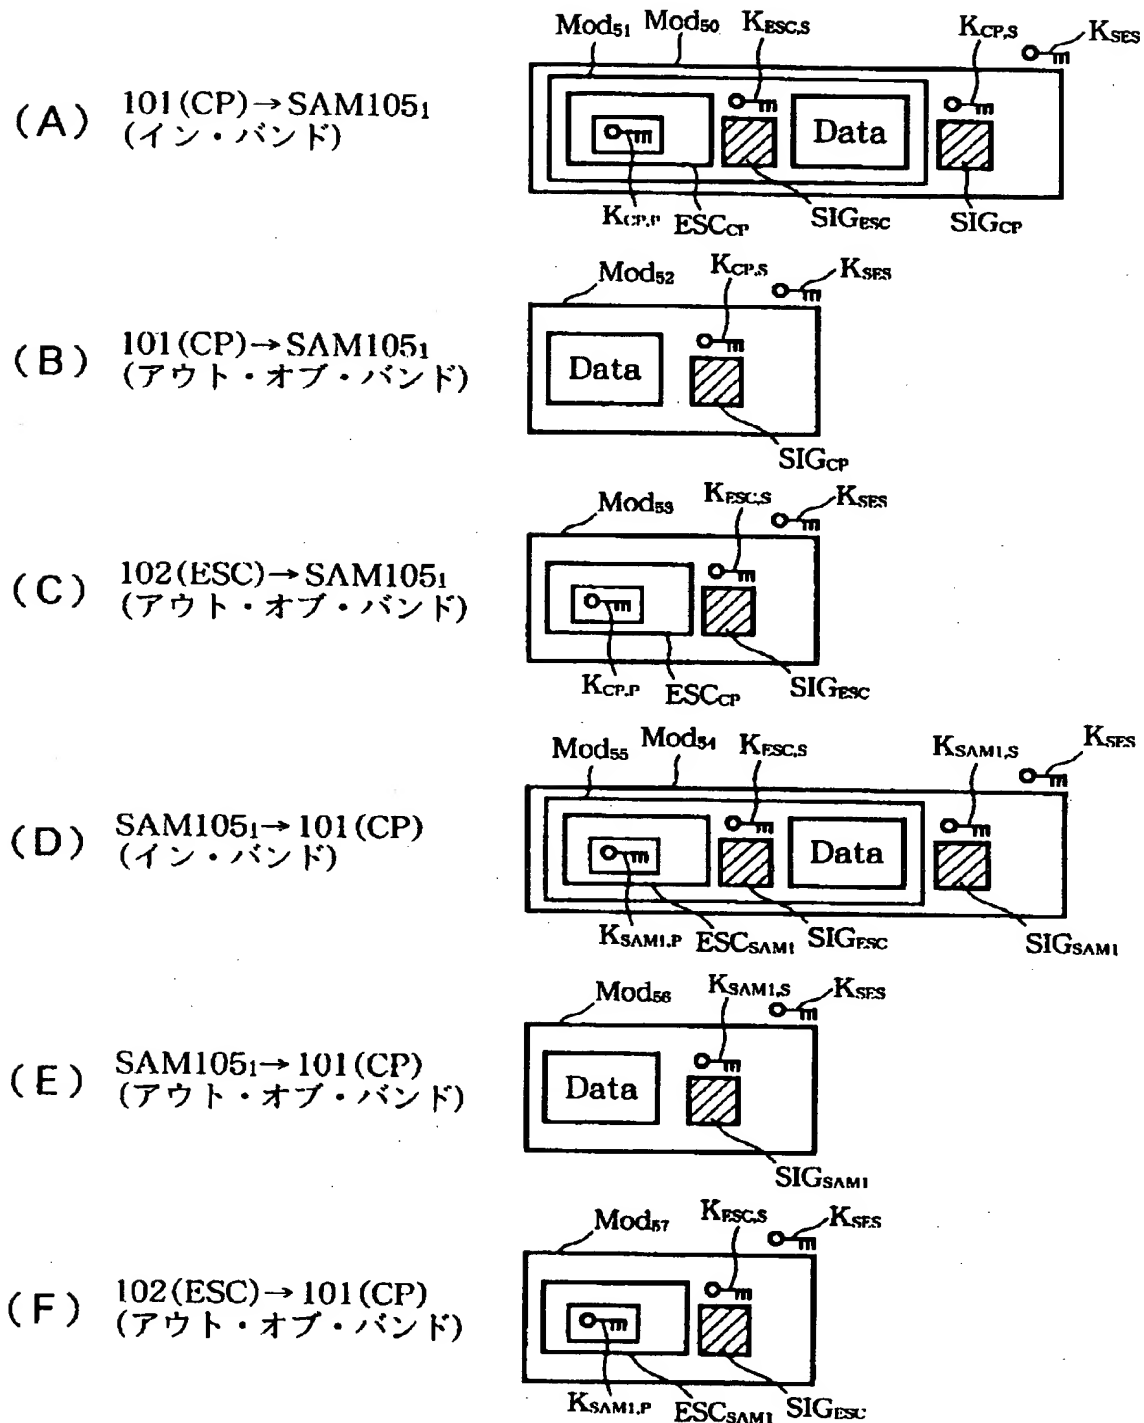 Mod₅₁ Mod₅₀ K_ESC,S K_CP,S K_SES
(A) 101(CP)→SAM105₁
(イン・バンド)
Data
K_CP,P ESC_CP SIG_ESC SIG_CP
Mod₅₂ K_CP,S K_SES
(B) 101(CP)→SAM105₁
(アウト・オブ・バンド)
Data
SIG_CP
Mod₅₃ K_ESC,S K_SES
(C) 102(ESC)→SAM105₁
(アウト・オブ・バンド)
K_CP,P ESC_CP SIG_ESC
Mod₅₅ Mod₅₄ K_ESC,S K_SAM1,S K_SES
(D) SAM105₁→101(CP)
(イン・バンド)
Data
K_SAM1,P ESC_SAM1 SIG_ESC SIG_SAM1
Mod₅₆ K_SAM1,S K_SES
(E) SAM105₁→101(CP)
(アウト・オブ・バンド)
Data
SIG_SAM1
Mod₅₇ K_ESC,S K_SES
(F) 102(ESC)→101(CP)
(アウト・オブ・バンド)
K_SAM1,P ESC_SAM1 SIG_ESC